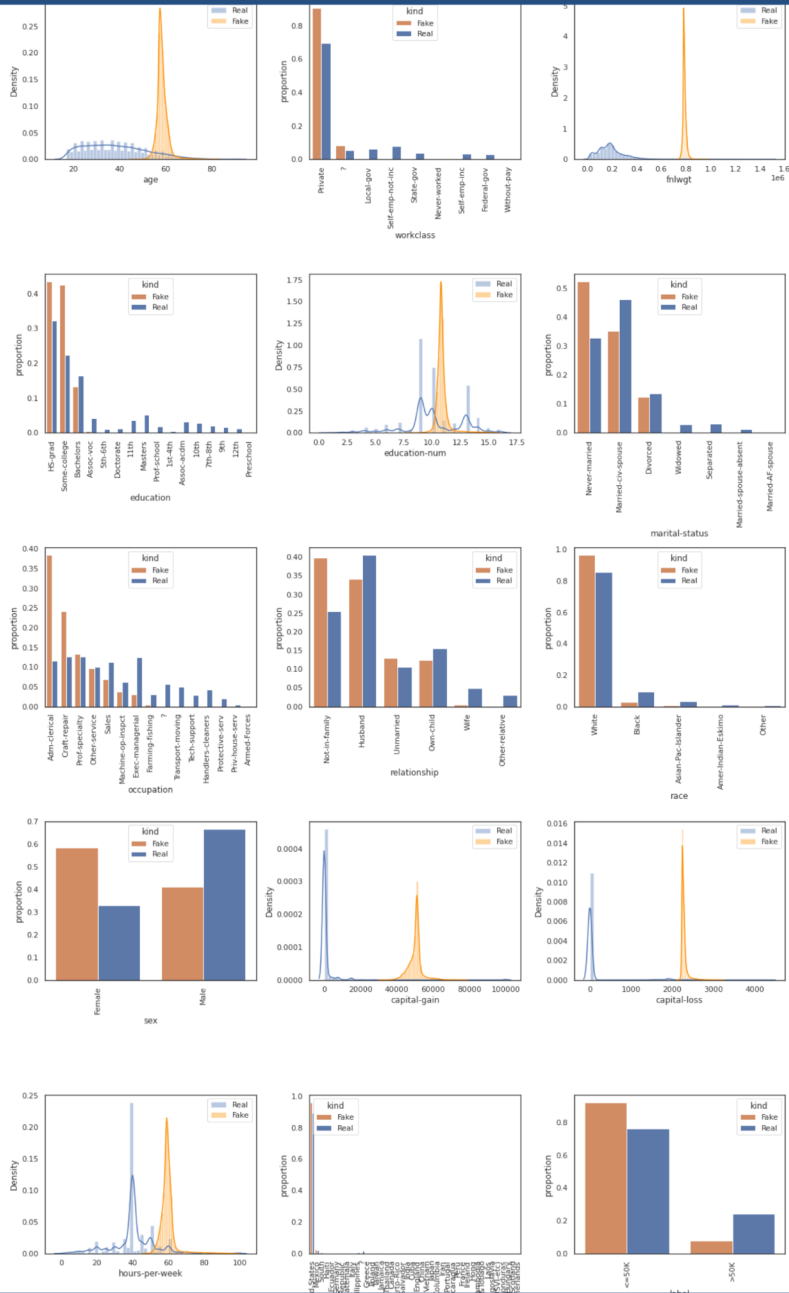 Real
Fake
Density
0.25
0.20
0.15
0.10
0.05
0.00
20 40 60 80
age
kind
Fake
Real
proportion
0.8
0.6
0.4
0.2
0.0
Private
?
Local-gov
Self-emp-not-inc
State-gov
Never-worked
Self-emp-inc
Federal-gov
Without-pay
workclass
Real
Fake
Density
5
4
3
2
1
0
0.0 0.2 0.4 0.6 0.8 1.0 1.2 1.4 1.6
1e6
fnlwgt
kind
Fake
Real
proportion
0.4
0.3
0.2
0.1
0.0
HS-grad
Some-college
Bachelors
Assoc-voc
5th-6th
Doctorate
11th
Masters
Prof-school
1st-4th
Assoc-acdm
10th
7th-8th
9th
12th
Preschool
education
Real
Fake
Density
1.75
1.50
1.25
1.00
0.75
0.50
0.25
0.00
0.0 2.5 5.0 7.5 10.0 12.5 15.0 17.5
education-num
kind
Fake
Real
proportion
0.5
0.4
0.3
0.2
0.1
0.0
Never-married
Married-civ-spouse
Divorced
Widowed
Separated
Married-spouse-absent
Married-AF-spouse
marital-status
kind
Fake
Real
proportion
0.40
0.35
0.30
0.25
0.20
0.15
0.10
0.05
0.00
Adm-clerical
Craft-repair
Prof-specialty
Other-service
Sales
Machine-op-inspct
Exec-managerial
Farming-fishing
?
Transport-moving
Tech-support
Handlers-cleaners
Protective-serv
Priv-house-serv
Armed-Forces
occupation
kind
Fake
Real
proportion
0.40
0.35
0.30
0.25
0.20
0.15
0.10
0.05
0.00
Not-in-family
Husband
Unmarried
Own-child
Wife
Other-relative
relationship
kind
Fake
Real
proportion
1.0
0.8
0.6
0.4
0.2
0.0
White
Black
Asian-Pac-Islander
Amer-Indian-Eskimo
Other
race
kind
Fake
Real
proportion
0.7
0.6
0.5
0.4
0.3
0.2
0.1
0.0
Female
Male
sex
Real
Fake
Density
0.0004
0.0003
0.0002
0.0001
0.0000
0 20000 40000 60000 80000 100000
capital-gain
Real
Fake
Density
0.016
0.014
0.012
0.010
0.008
0.006
0.004
0.002
0.000
0 1000 2000 3000 4000
capital-loss
Real
Fake
Density
0.25
0.20
0.15
0.10
0.05
0.00
0 20 40 60 80 100
hours-per-week
kind
Fake
Real
proportion
1.0
0.8
0.6
0.4
0.2
0.0
kind
Fake
Real
proportion
0.8
0.6
0.4
0.2
0.0
<=50K
>50K